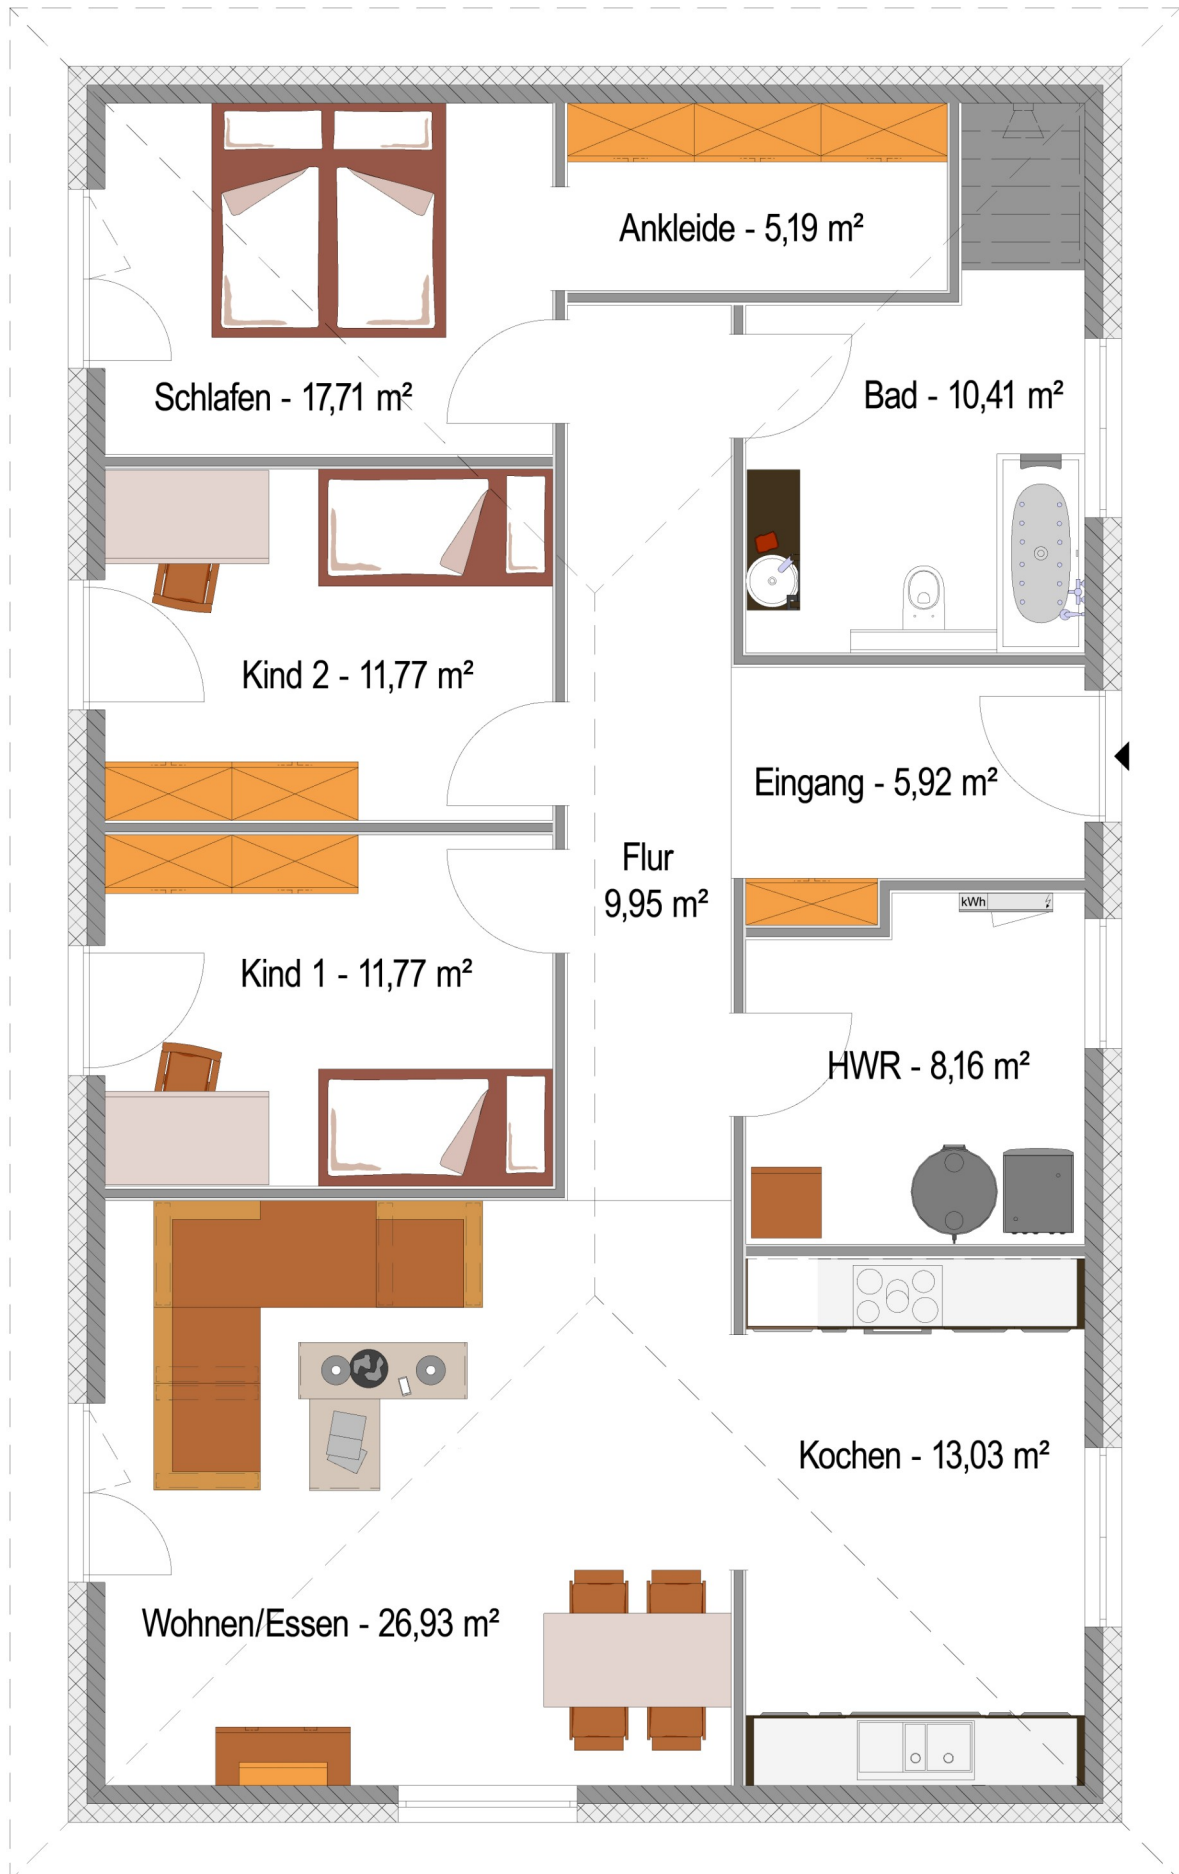 Ankleide - 5,19 m²
Schlafen - 17,71 m²
Bad - 10,41 m²
Kind 2 - 11,77 m²
Eingang - 5,92 m²
Flur
9,95 m²
kWh
Kind 1 - 11,77 m²
HWR - 8,16 m²
Kochen - 13,03 m²
Wohnen/Essen - 26,93 m²